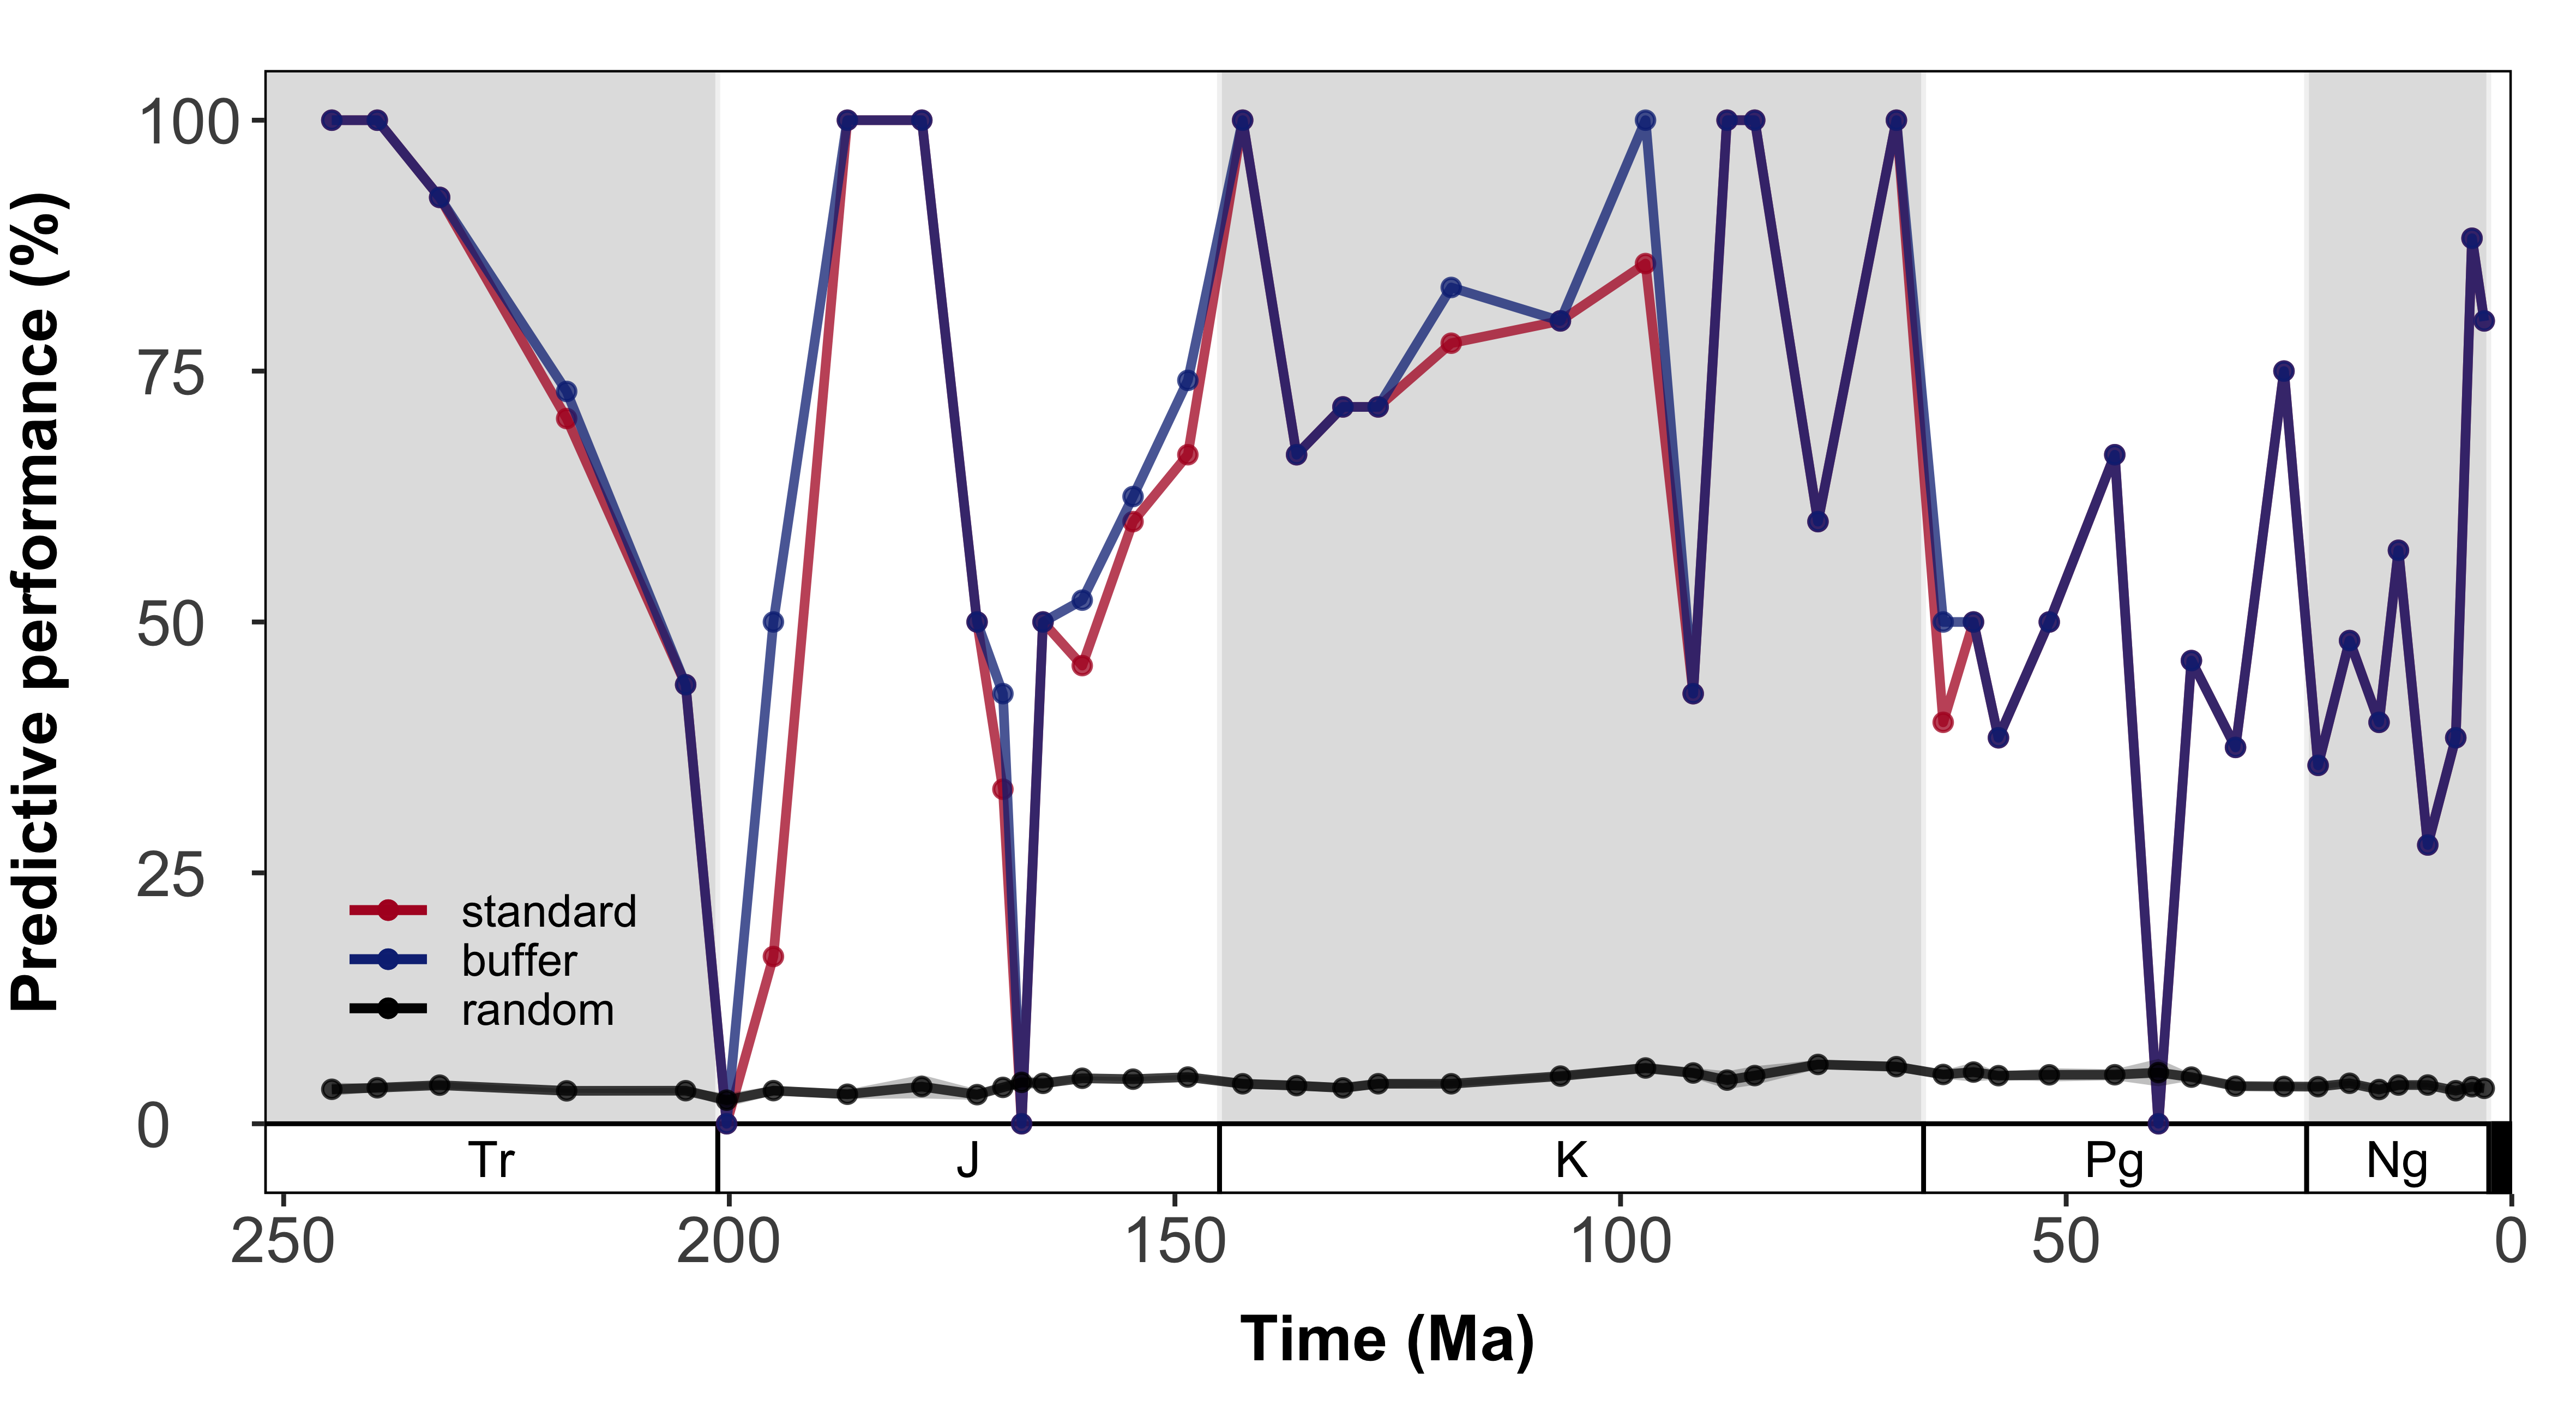 Predictive performance (%)
100
75
50
25
0
standard
buffer
random
Tr J K Pg Ng
250 200 150 100 50 0
Time (Ma)